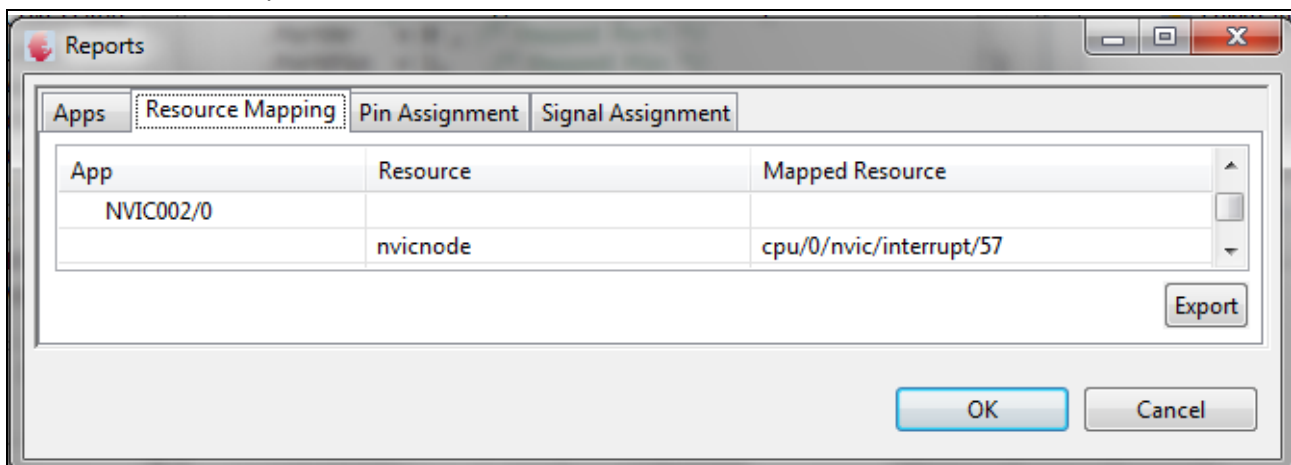 Reports
Apps Resource Mapping Pin Assignment Signal Assignment
App Resource Mapped Resource
NVIC002/0
nvicnode cpu/0/nvic/interrupt/57
Export
OK Cancel